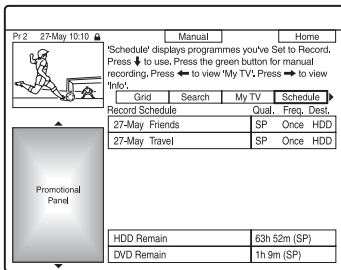 Pr 2 27-May 10:10 Manual Home
'Schedule' displays programmes you've Set to Record.
Press ↓ to use. Press the green button for manual
recording. Press ← to view 'My TV'. Press → to view
'Info'.
Grid Search My TV Schedule
Record Schedule Qual. Freq. Dest.
27-May Friends SP Once HDD
27-May Travel SP Once HDD
Promotional
Panel
HDD Remain 63h 52m (SP)
DVD Remain 1h 9m (SP)